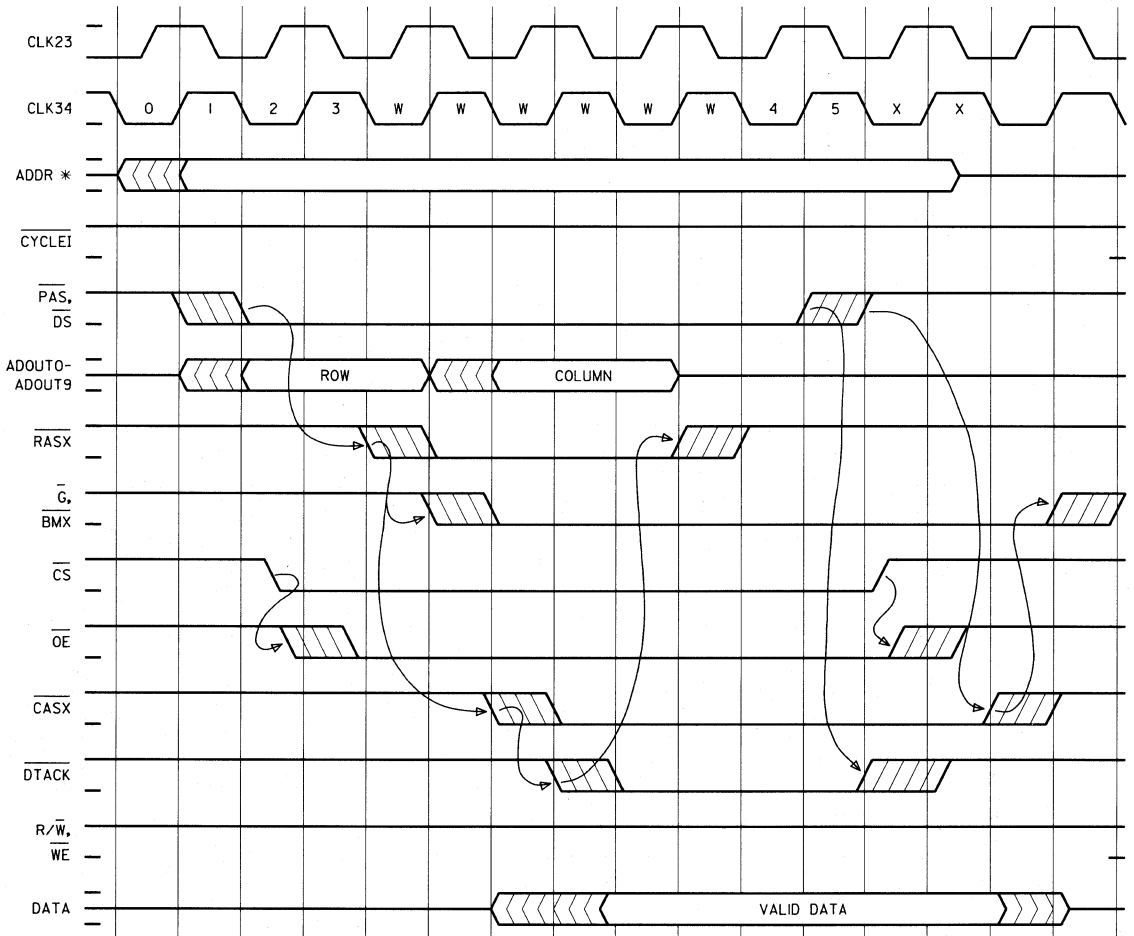 CLK23
CLK34 0 1 2 3 W W W W W W 4 5 X X
ADDR *
CYCLEI
PAS,
DS
ADOUT0-
ADOUT9
ROW COLUMN
RASX
G,
BMX
CS
OE
CASX
DTACK
R/W,
WE
DATA VALID DATA